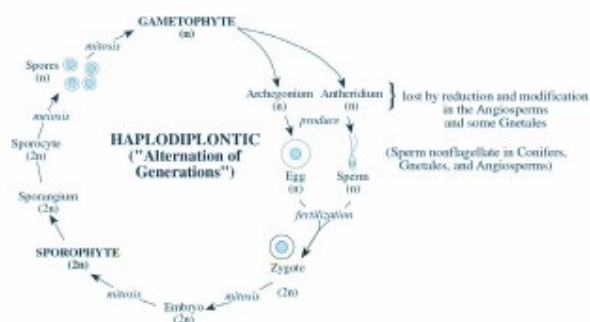 GAMETOPHYTE
(n)
mitosis
Spores
(n)
meiosis
Sporocyte
(2n)
Sporangium
(2n)
SPOROPHYTE
(2n)
mitosis
Embryo
(2n)
mitosis
Zygote
(2n)
fertilization
Egg
(n)
Sperm
(n)
produce
Archegonium
(n)
Antheridium
(n)
lost by reduction and modification
in the Angiosperms
and some Gnetales
(Sperm nonflagellate in Conifers,
Gnetales, and Angiosperms)
HAPLODIPLONTIC
("Alternation of
Generations")